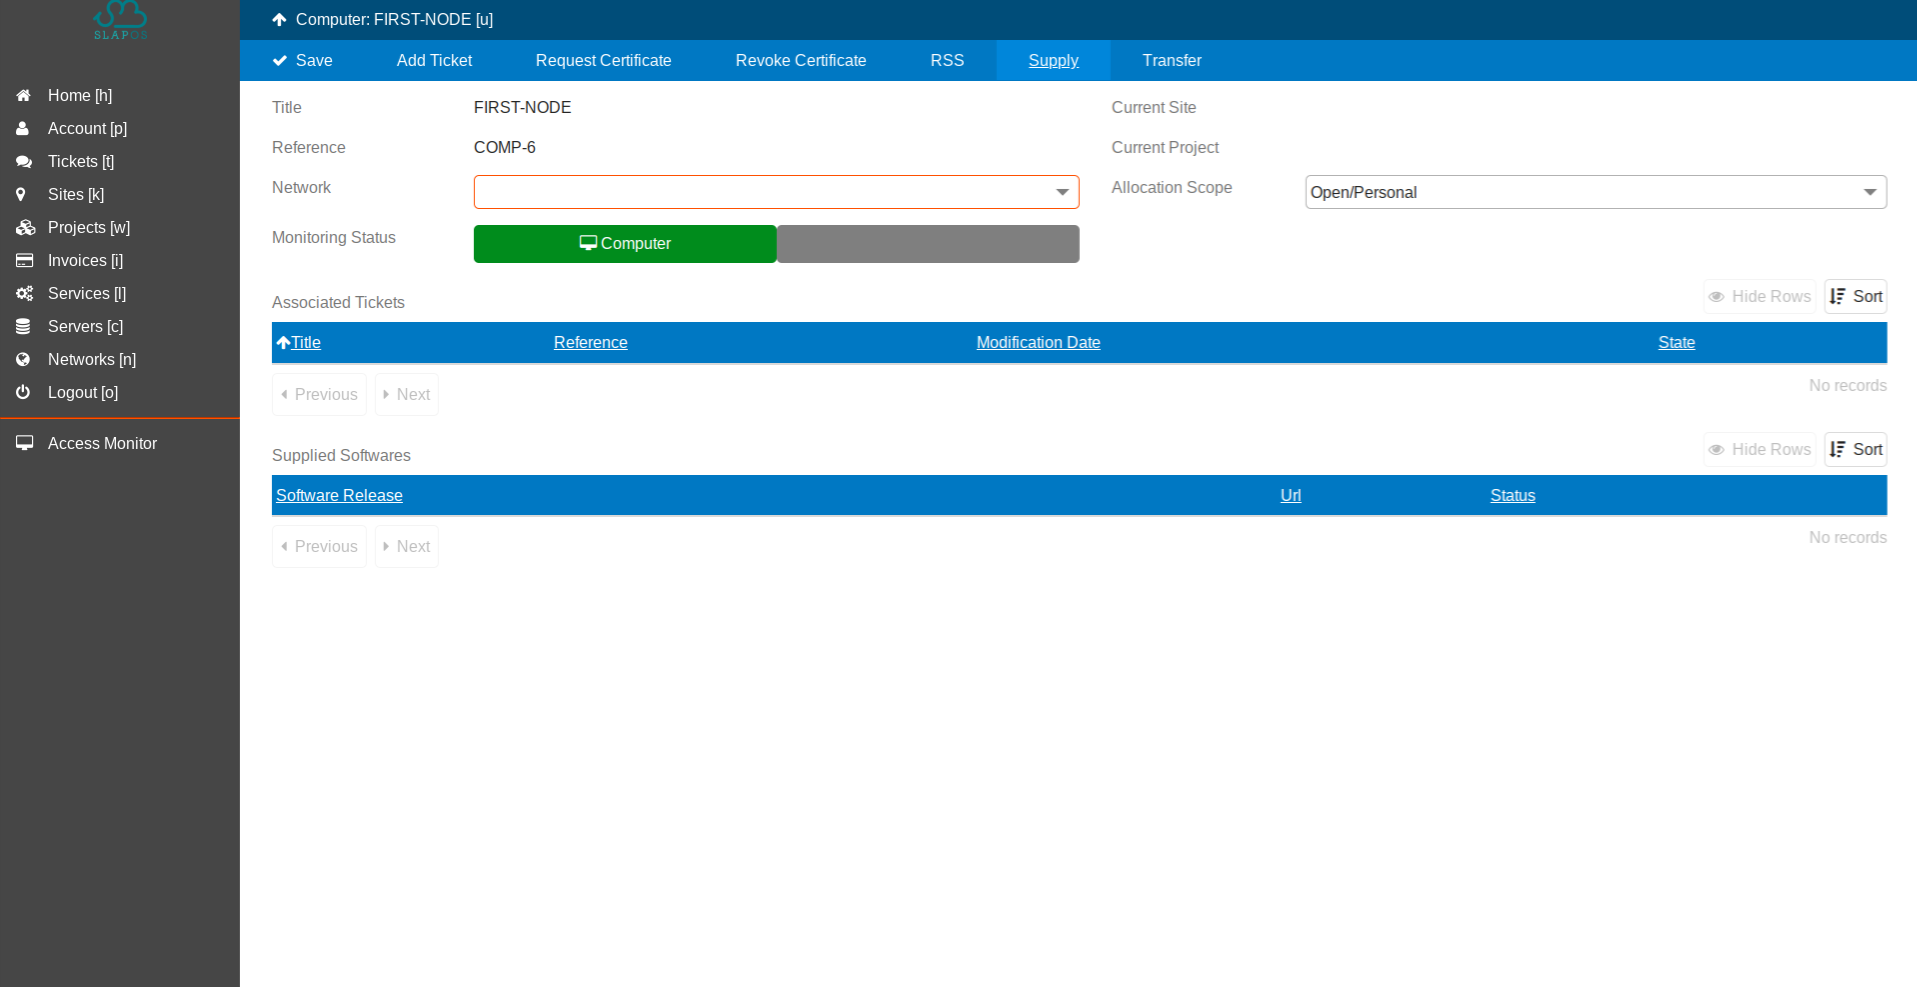 SLAPOS
Home [h]
Account [p]
Tickets [t]
Sites [k]
Projects [w]
Invoices [i]
Services [l]
Servers [c]
Networks [n]
Logout [o]
Access Monitor
Computer: FIRST-NODE [u]
Save Add Ticket Request Certificate Revoke Certificate RSS Supply Transfer
Title FIRST-NODE Current Site
Reference COMP-6 Current Project
Network Allocation Scope Open/Personal
Monitoring Status Computer
Associated Tickets Hide Rows Sort
Title Reference Modification Date State
Previous Next No records
Supplied Softwares Hide Rows Sort
Software Release Url Status
Previous Next No records